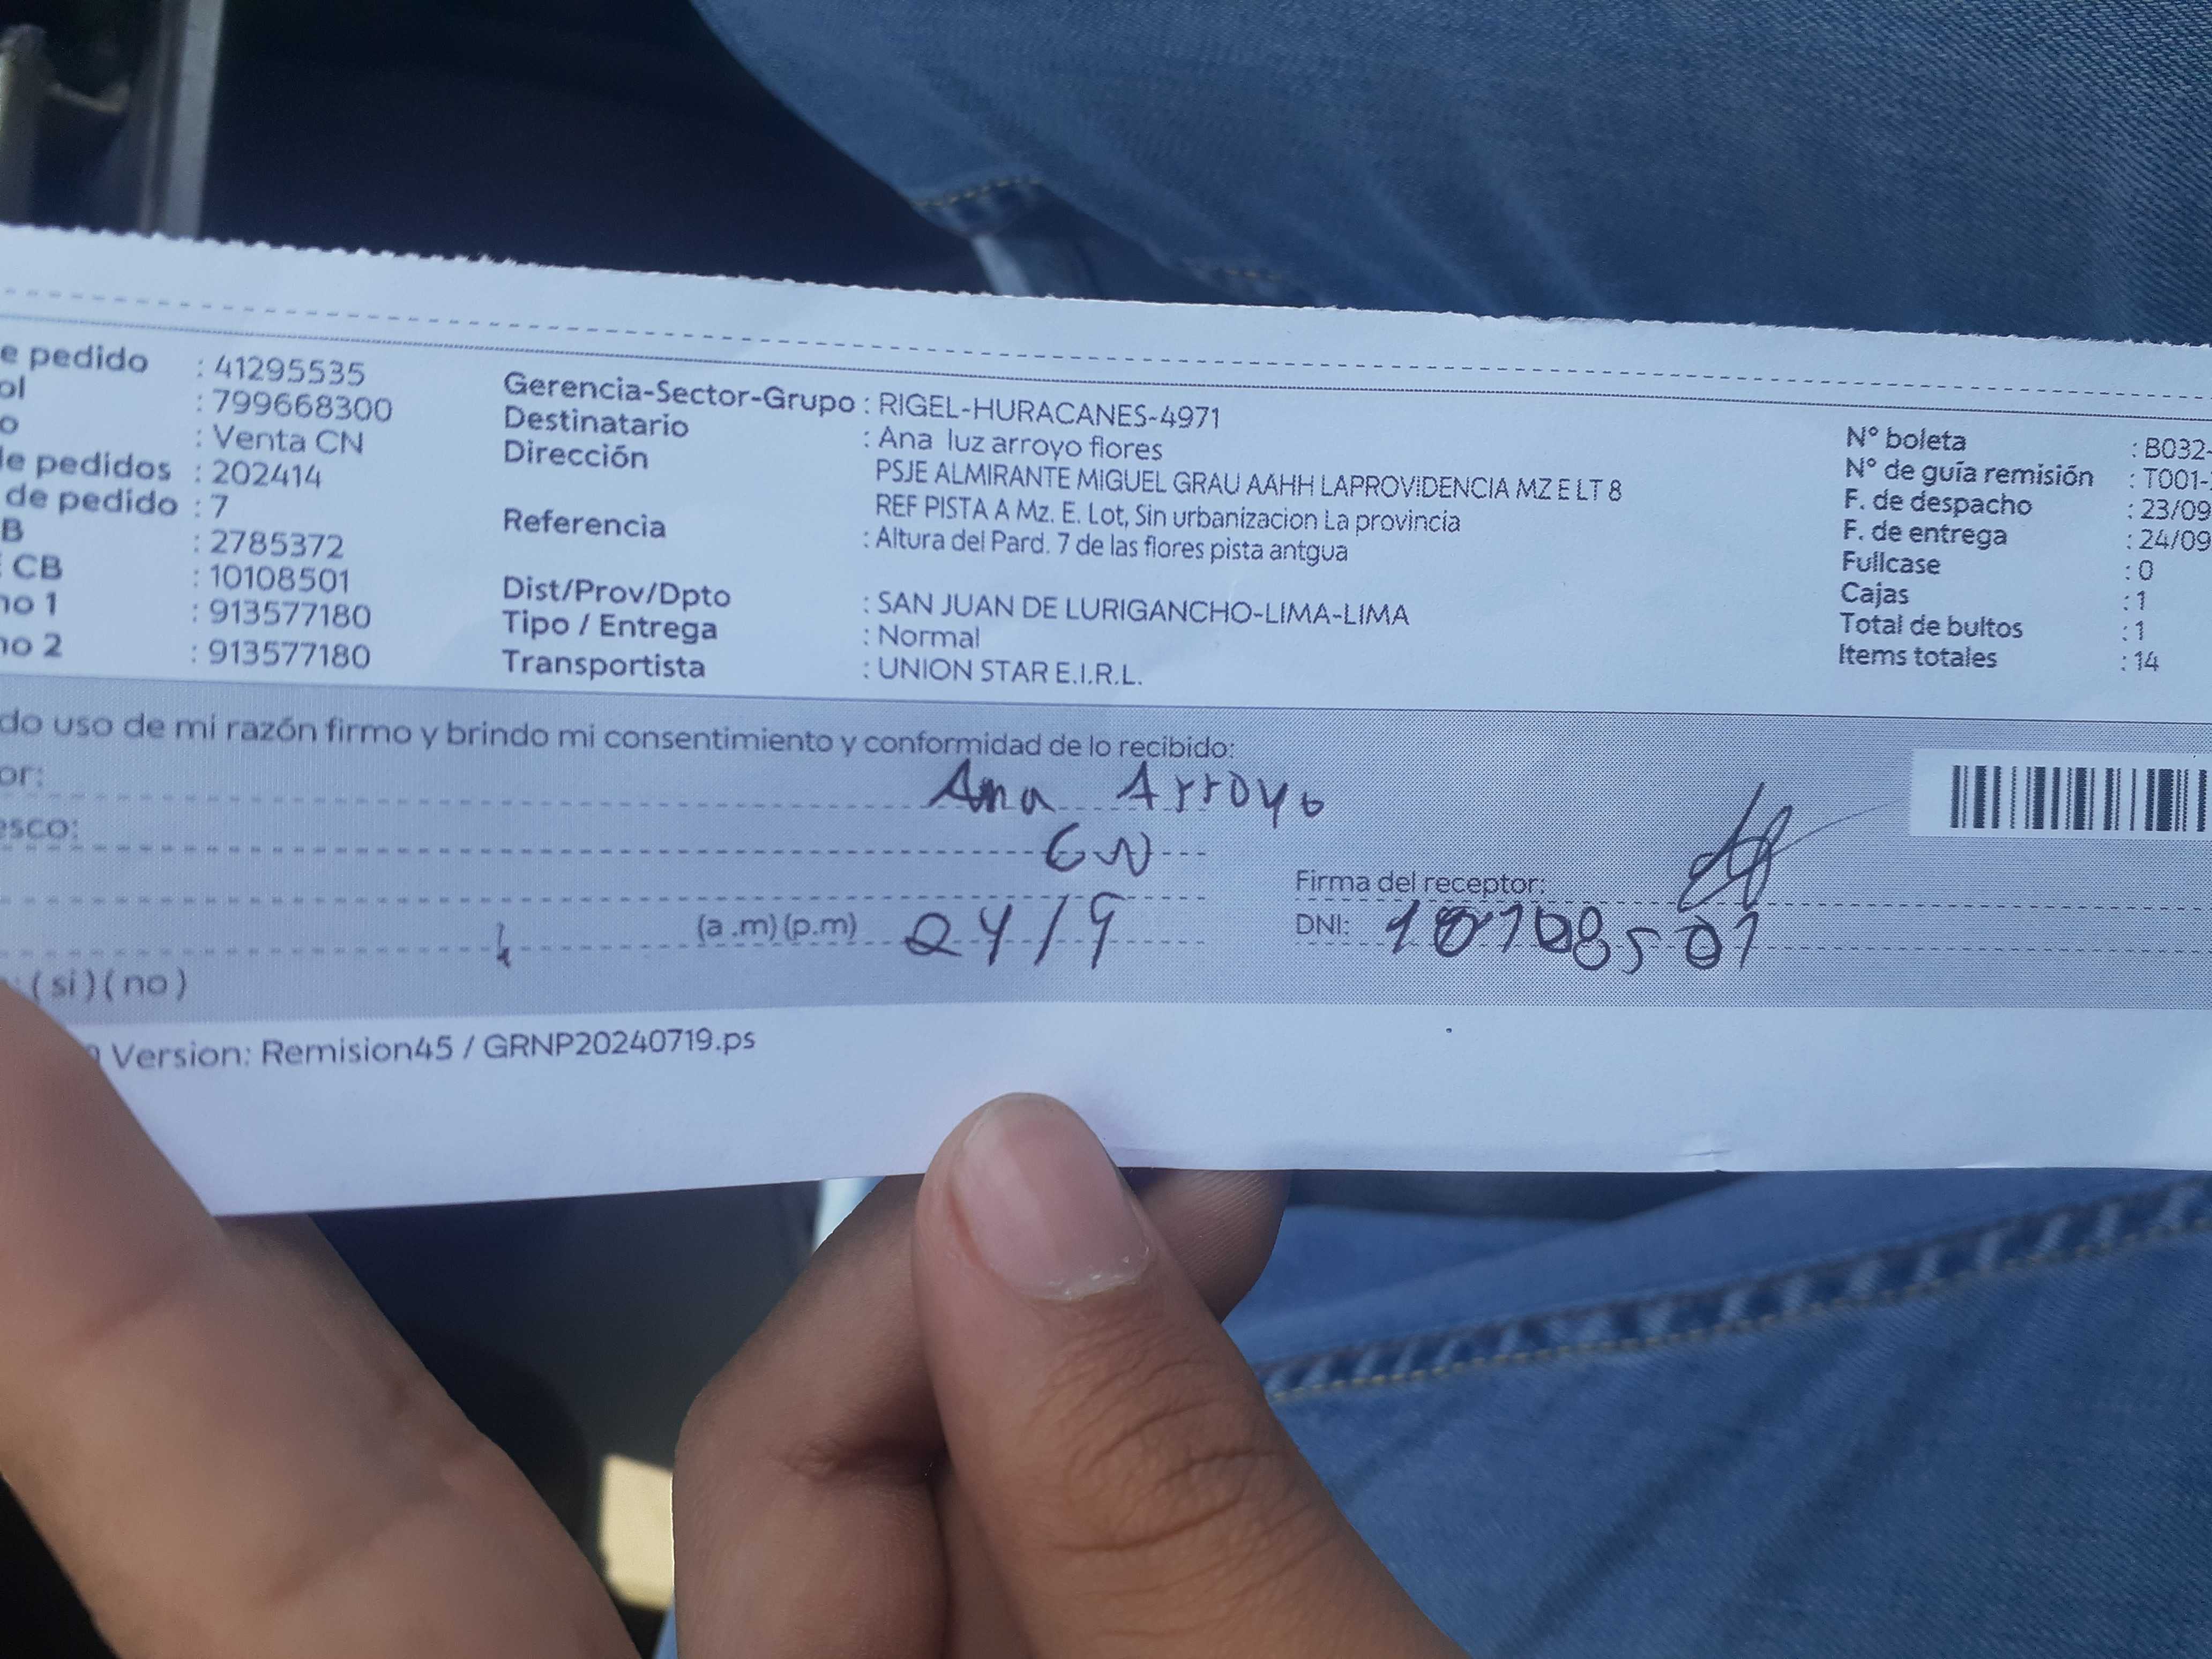 e pedido : 41295535
ol : 799668300
o : Venta CN
de pedidos : 202414
de pedido : 7
B : 2785372
CB : 10108501
no 1 : 913577180
no 2 : 913577180
Gerencia-Sector-Grupo : RIGEL-HURACANES-4971
Destinatario : Ana luz arroyo flores
Dirección PSJE ALMIRANTE MIGUEL GRAU AAHH LAPROVIDENCIA MZ E LT 8
REF PISTA A Mz. E. Lot, Sin urbanizacion La provincia
Referencia : Altura del Pard. 7 de las flores pista antgua
Dist/Prov/Dpto : SAN JUAN DE LURIGANCHO-LIMA-LIMA
Tipo / Entrega : Normal
Transportista : UNION STAR E.I.R.L.
N° boleta : B032-
N° de guía remisión : T001-
F. de despacho : 23/09
F. de entrega : 24/09
Fullcase : 0
Cajas : 1
Total de bultos : 1
Items totales : 14
do uso de mi razón firmo y brindo mi consentimiento y conformidad de lo recibido:
or: Ana Arroyo
esco:
Firma del receptor:
(a .m) (p.m) 24/9
DNI: 10108501
: ( si ) ( no )
Version: Remision45 / GRNP20240719.ps